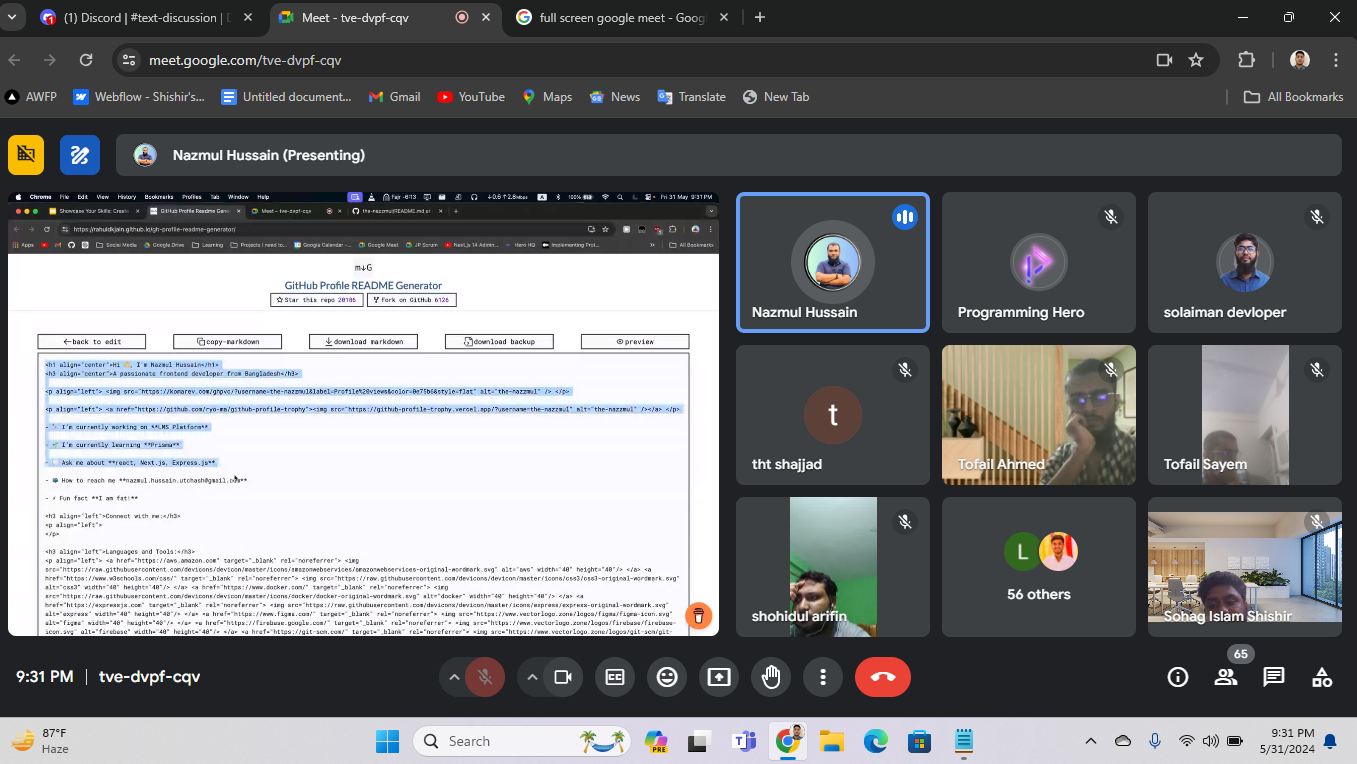 (1) Discord | #text-discussion | D
Meet - tve-dvpf-cqv
full screen google meet - Goog
meet.google.com/tve-dvpf-cqv
AWFP
Webflow - Shishir's...
Untitled document...
Gmail
YouTube
Maps
News
Translate
New Tab
All Bookmarks
Nazmul Hussain (Presenting)
Chrome File Edit View History Bookmarks Profiles Tab Window Help
Fajr -6:13
100%
Fri 31 May 9:31 PM
Showcase Your Skills: Creati
GitHub Profile Readme Gener
Meet – tve-dvpf-cqv
the-nazzmul/README.md at
https://rahuldkjain.github.io/gh-profile-readme-generator/
Apps
Social Media
Google Drive
Learning
Projects I need to...
Google Calendar -...
Google Meet
JP Scrum
Next.js 14 Admin...
Hero HQ
Implementing Prot...
All Bookmarks
m↓G
GitHub Profile README Generator
Star this repo 20186
Fork on GitHub 6126
←back to edit
copy-markdown
download markdown
download backup
preview
<h1 align="center">Hi 👋, I'm Nazmul Hussain</h1>
<h3 align="center">A passionate frontend developer from Bangladesh</h3>
<p align="left"> <img src="https://komarev.com/ghpvc/?username=the-nazzmul&label=Profile%20views&color=0e75b6&style=flat" alt="the-nazzmul" /> </p>
<p align="left"> <a href="https://github.com/ryo-ma/github-profile-trophy"><img src="https://github-profile-trophy.vercel.app/?username=the-nazzmul" alt="the-nazzmul" /></a> </p>
- 🔭 I'm currently working on **LMS Platform**
- 🌱 I'm currently learning **Prisma**
- 💬 Ask me about **react, Next.js, Express.js**
- 📫 How to reach me **nazmul.hussain.utchash@gmail.com**
- ⚡ Fun fact **I am fat!**
<h3 align="left">Connect with me:</h3>
<p align="left">
</p>
<h3 align="left">Languages and Tools:</h3>
<p align="left"> <a href="https://aws.amazon.com" target="_blank" rel="noreferrer"> <img
src="https://raw.githubusercontent.com/devicons/devicon/master/icons/amazonwebservices/amazonwebservices-original-wordmark.svg" alt="aws" width="40" height="40"/> </a> <a
href="https://www.w3schools.com/css/" target="_blank" rel="noreferrer"> <img src="https://raw.githubusercontent.com/devicons/devicon/master/icons/css3/css3-original-wordmark.svg"
alt="css3" width="40" height="40"/> </a> <a href="https://www.docker.com/" target="_blank" rel="noreferrer"> <img
src="https://raw.githubusercontent.com/devicons/devicon/master/icons/docker/docker-original-wordmark.svg" alt="docker" width="40" height="40"/> </a> <a
href="https://expressjs.com" target="_blank" rel="noreferrer"> <img src="https://raw.githubusercontent.com/devicons/devicon/master/icons/express/express-original-wordmark.svg"
alt="express" width="40" height="40"/> </a> <a href="https://www.figma.com/" target="_blank" rel="noreferrer"> <img src="https://www.vectorlogo.zone/logos/figma/figma-icon.svg"
alt="figma" width="40" height="40"/> </a> <a href="https://firebase.google.com/" target="_blank" rel="noreferrer"> <img src="https://www.vectorlogo.zone/logos/firebase/firebase-
icon.svg" alt="firebase" width="40" height="40"/> </a> <a href="https://git-scm.com/" target="_blank" rel="noreferrer"> <img src="https://www.vectorlogo.zone/logos/git-scm/git-
Nazmul Hussain
Programming Hero
solaiman devloper
t
tht shajjad
Tofail Ahmed
Tofail Sayem
shohidul arifin
L
56 others
Sohag Islam Shishir
9:31 PM | tve-dvpf-cqv
65
87°F
Haze
Search
PRE
9:31 PM
5/31/2024